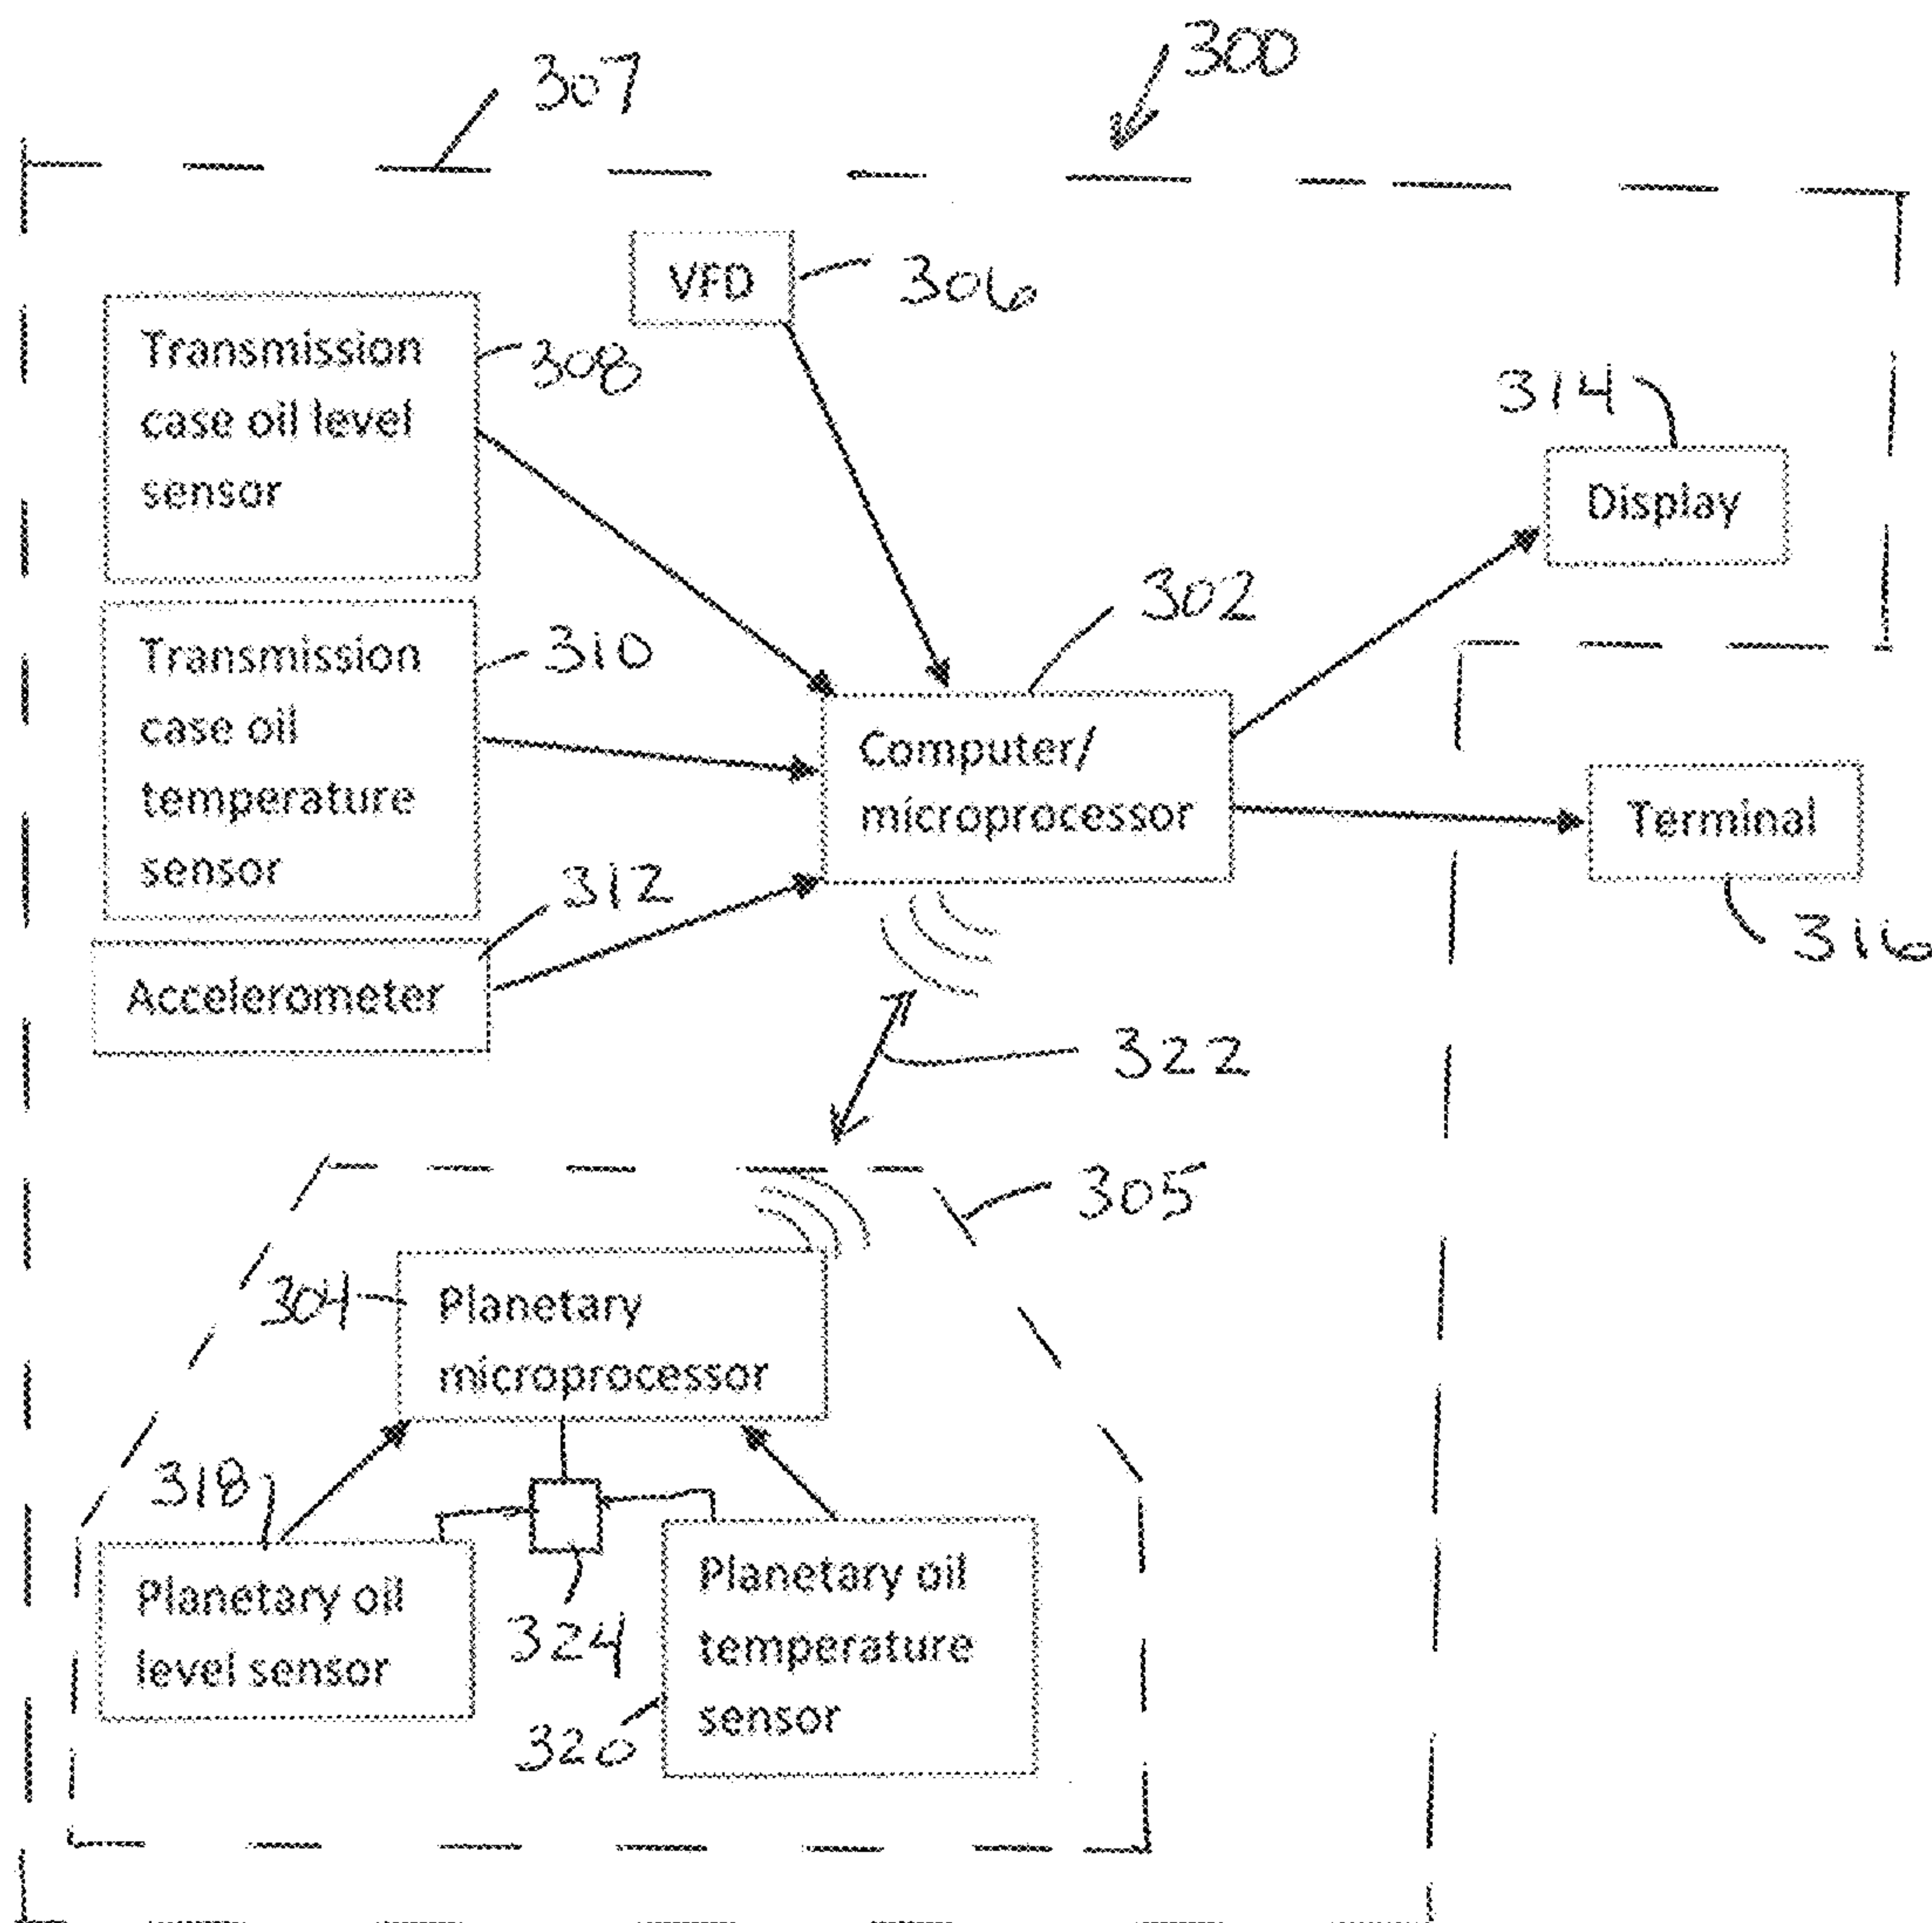 300
307
VFD
306
Transmission
case oil level
sensor
308
314
Display
302
Transmission
case oil
temperature
sensor
310
Computer/
microprocessor
Terminal
316
312
Accelerometer
322
305
304
Planetary
microprocessor
318
Planetary oil
level sensor
324
Planetary oil
temperature
sensor
320